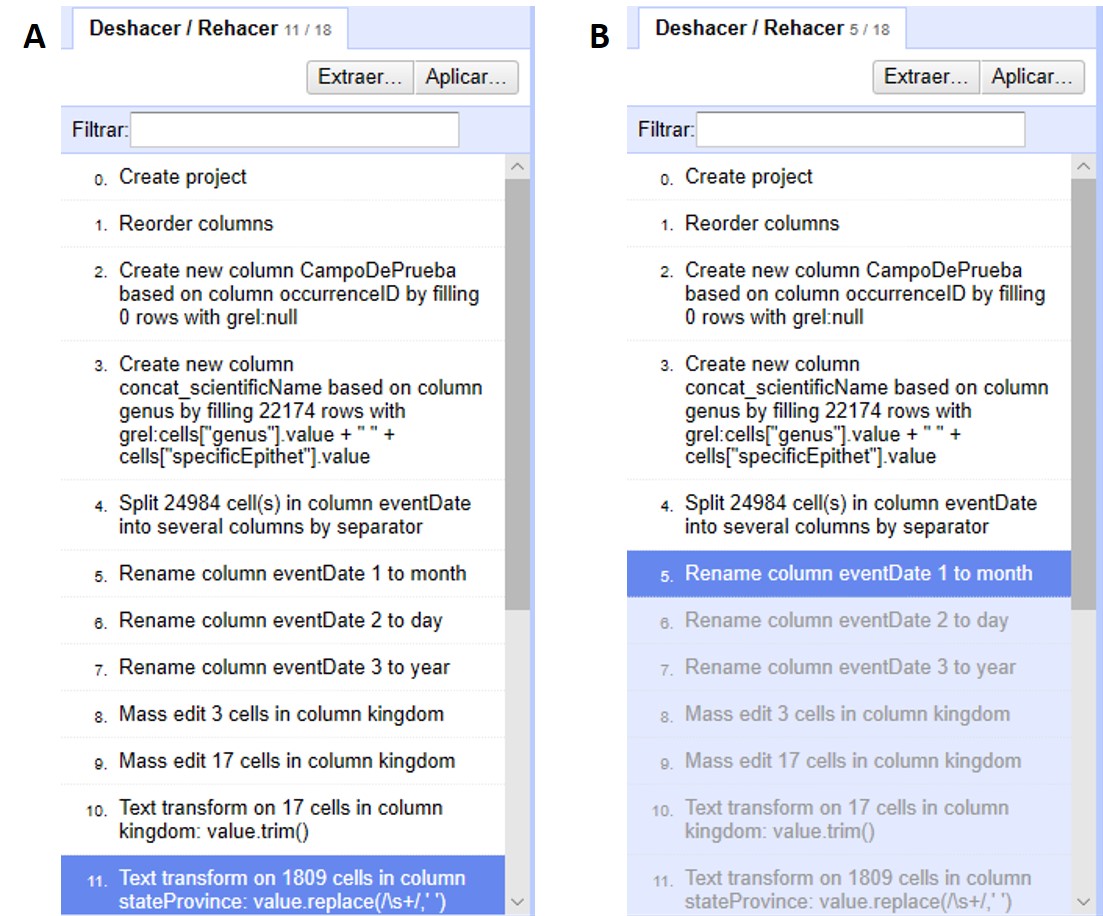 A
Deshacer / Rehacer 11 / 18
Extraer... Aplicar...
Filtrar:
0. Create project
1. Reorder columns
2. Create new column CampoDePrueba
based on column occurrenceID by filling
0 rows with grel:null
3. Create new column
concat_scientificName based on column
genus by filling 22174 rows with
grel:cells["genus"].value + " " +
cells["specificEpithet"].value
4. Split 24984 cell(s) in column eventDate
into several columns by separator
5. Rename column eventDate 1 to month
6. Rename column eventDate 2 to day
7. Rename column eventDate 3 to year
8. Mass edit 3 cells in column kingdom
9. Mass edit 17 cells in column kingdom
10. Text transform on 17 cells in column
kingdom: value.trim()
11. Text transform on 1809 cells in column
stateProvince: value.replace(/\s+/,' ')
B
Deshacer / Rehacer 5 / 18
Extraer... Aplicar...
Filtrar:
0. Create project
1. Reorder columns
2. Create new column CampoDePrueba
based on column occurrenceID by filling
0 rows with grel:null
3. Create new column
concat_scientificName based on column
genus by filling 22174 rows with
grel:cells["genus"].value + " " +
cells["specificEpithet"].value
4. Split 24984 cell(s) in column eventDate
into several columns by separator
5. Rename column eventDate 1 to month
6. Rename column eventDate 2 to day
7. Rename column eventDate 3 to year
8. Mass edit 3 cells in column kingdom
9. Mass edit 17 cells in column kingdom
10. Text transform on 17 cells in column
kingdom: value.trim()
11. Text transform on 1809 cells in column
stateProvince: value.replace(/\s+/,' ')